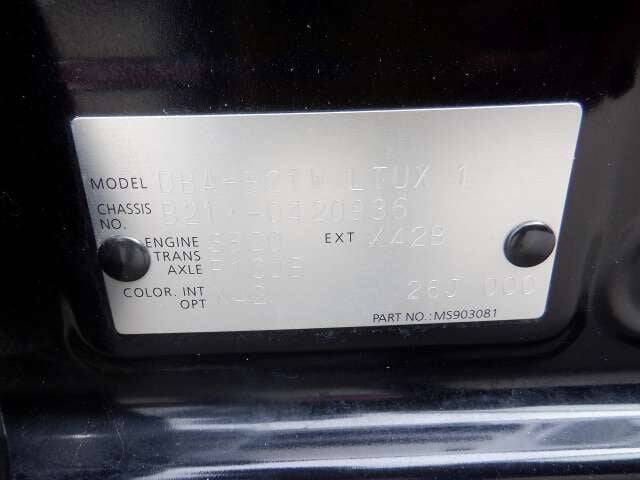 MODEL DBA-B21W LTUX 1
CHASSIS NO. B21W-0420936
ENGINE 3B20 EXT X42B
TRANS
AXLE F1CJB
COLOR. INT
OPT X42 26J 000
PART NO.: MS903081